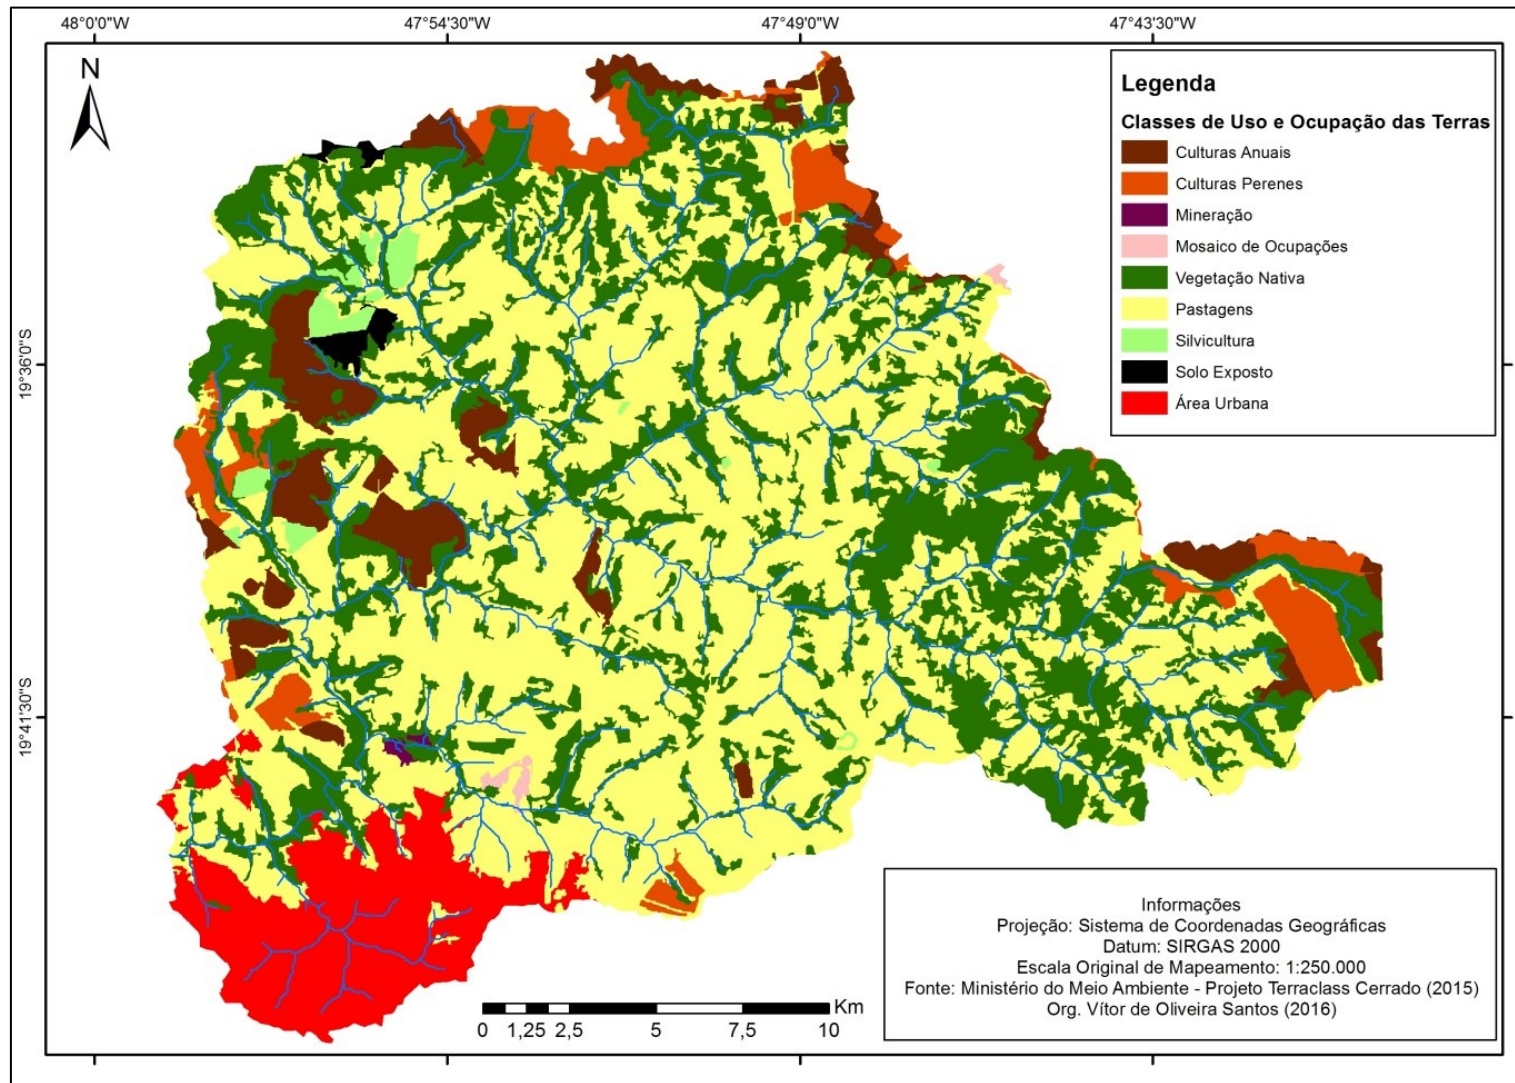 48°0'0"W 47°54'30"W 47°49'0"W 47°43'30"W
N
19°36'0"S
19°41'30"S
Legenda
Classes de Uso e Ocupação das Terras
Culturas Anuais
Culturas Perenes
Mineração
Mosaico de Ocupações
Vegetação Nativa
Pastagens
Silvicultura
Solo Exposto
Área Urbana
Km
0 1,25 2,5 5 7,5 10
Informações
Projeção: Sistema de Coordenadas Geográficas
Datum: SIRGAS 2000
Escala Original de Mapeamento: 1:250.000
Fonte: Ministério do Meio Ambiente - Projeto Terraclass Cerrado (2015)
Org. Vítor de Oliveira Santos (2016)